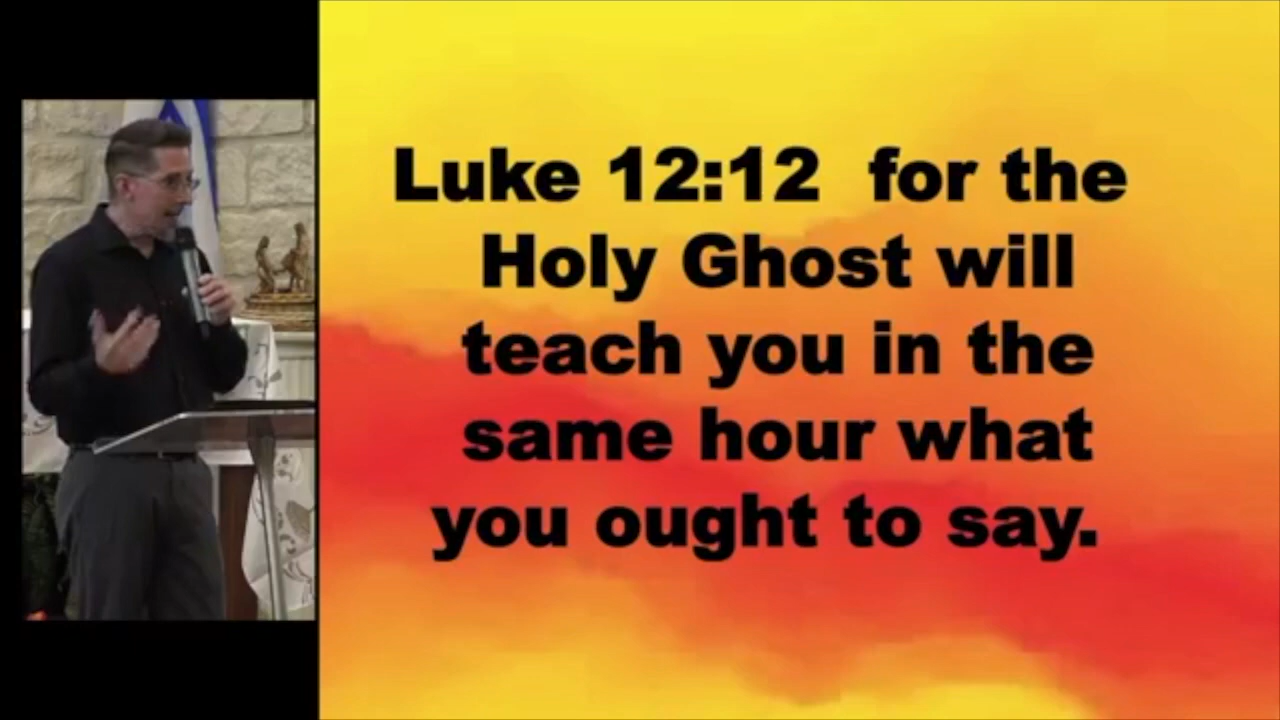 Luke 12:12  for the
Holy Ghost will
teach you in the
same hour what
you ought to say.